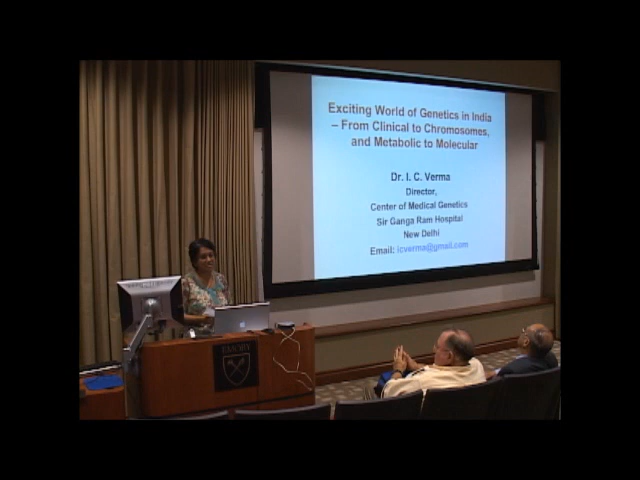 Exciting World of Genetics in India
– From Clinical to Chromosomes,
and Metabolic to Molecular
Dr. I. C. Verma
Director,
Center of Medical Genetics
Sir Ganga Ram Hospital
New Delhi
Email: icverma@gmail.com
EMORY